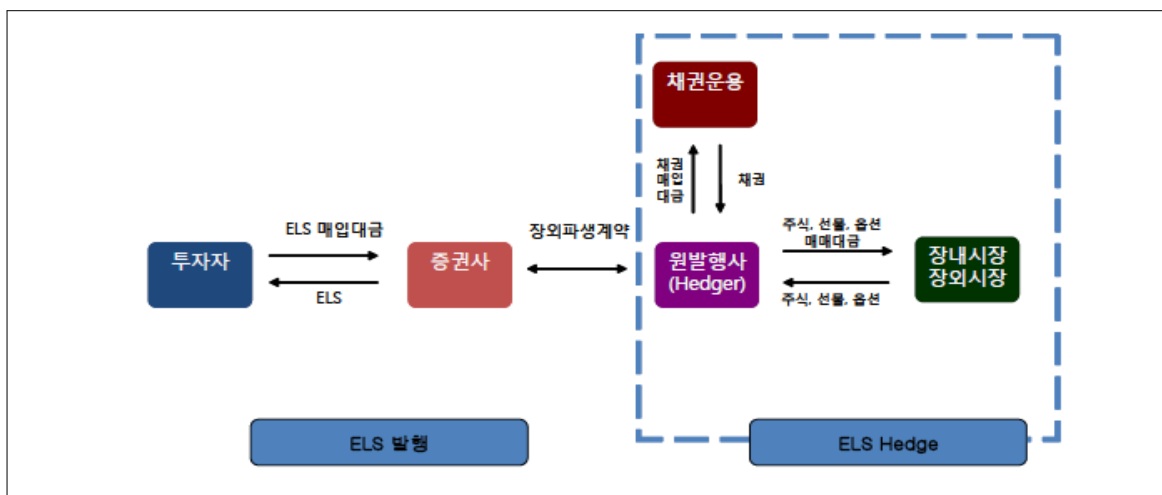 채권운용
채권
매입
대금
채권
ELS 매입대금
투자자
증권사
ELS
장외파생계약
원발행사
(Hedger)
주식, 선물, 옵션
매매대금
주식, 선물, 옵션
장내시장
장외시장
ELS 발행
ELS Hedge